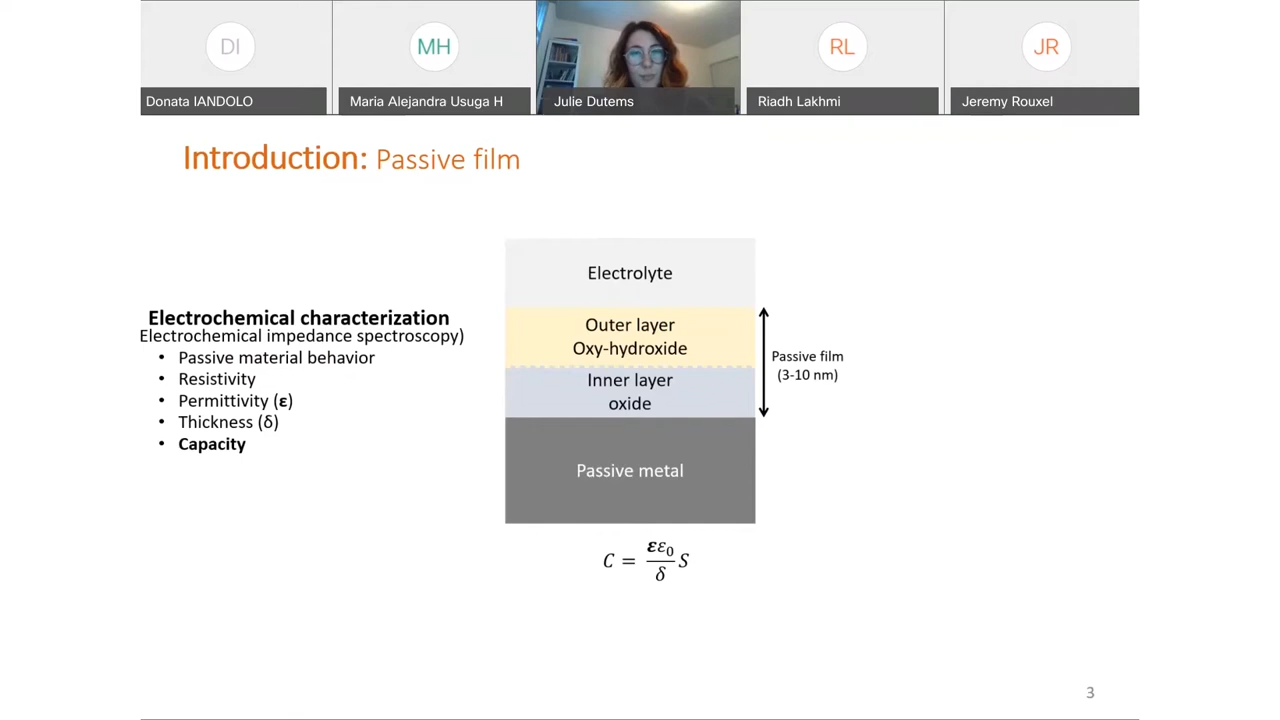 DI
MH
RL
JR
Donata IANDOLO
Maria Alejandra Usuga H
Julie Dutems
Riadh Lakhmi
Jeremy Rouxel
Introduction: Passive film
Electrolyte
Outer layer
Oxy-hydroxide
Inner layer
oxide
Passive metal
Passive film
(3-10 nm)
Electrochemical characterization
Electrochemical impedance spectroscopy)
• Passive material behavior
• Resistivity
• Permittivity (ε)
• Thickness (δ)
• Capacity
C = εε₀/δ S
3